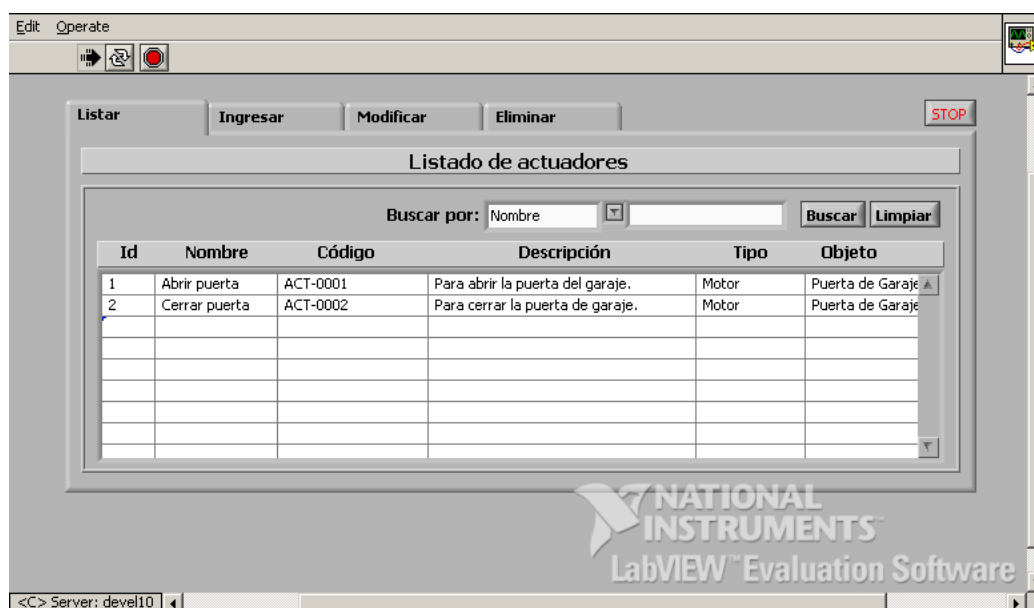 Edit Operate
Listar Ingresar Modificar Eliminar STOP
Listado de actuadores
Buscar por: Nombre Buscar Limpiar
Id Nombre Código Descripción Tipo Objeto
1 Abrir puerta ACT-0001 Para abrir la puerta del garaje. Motor Puerta de Garaje
2 Cerrar puerta ACT-0002 Para cerrar la puerta de garaje. Motor Puerta de Garaje
NATIONAL
INSTRUMENTS
LabVIEW™ Evaluation Software
<C> Server: devel10